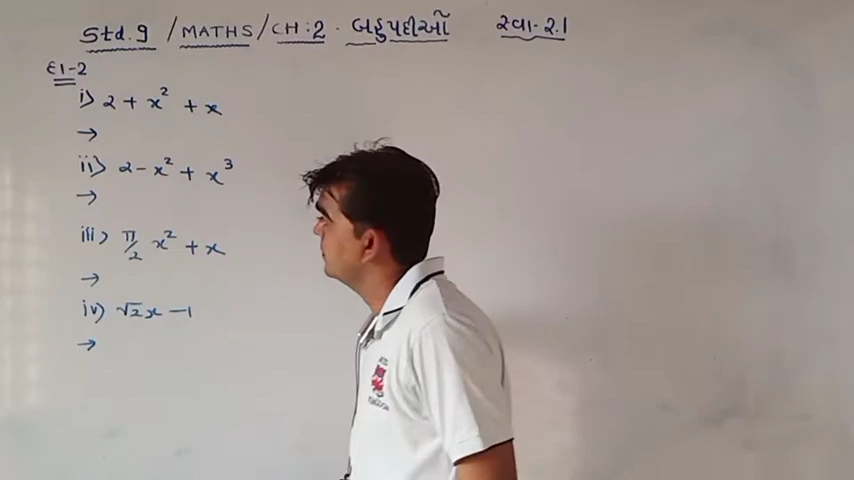 Std.9 / MATHS / CH:2 . બહુપદીઓ સ્વા-2.1
દા-2
i) 2 + x² + x
→
ii) 2 - x² + x³
→
iii) π/2 x² + x
→
iv) √2x - 1
→